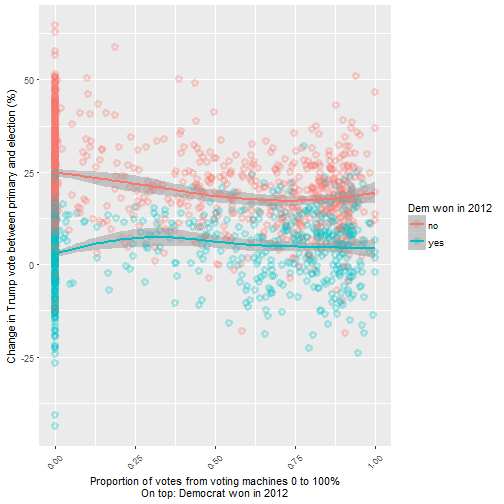 Change in Trump vote between primary and election (%)
50
25
0
-25
0.00
0.25
0.50
0.75
1.00
Proportion of votes from voting machines 0 to 100%
On top: Democrat won in 2012
Dem won in 2012
no
yes